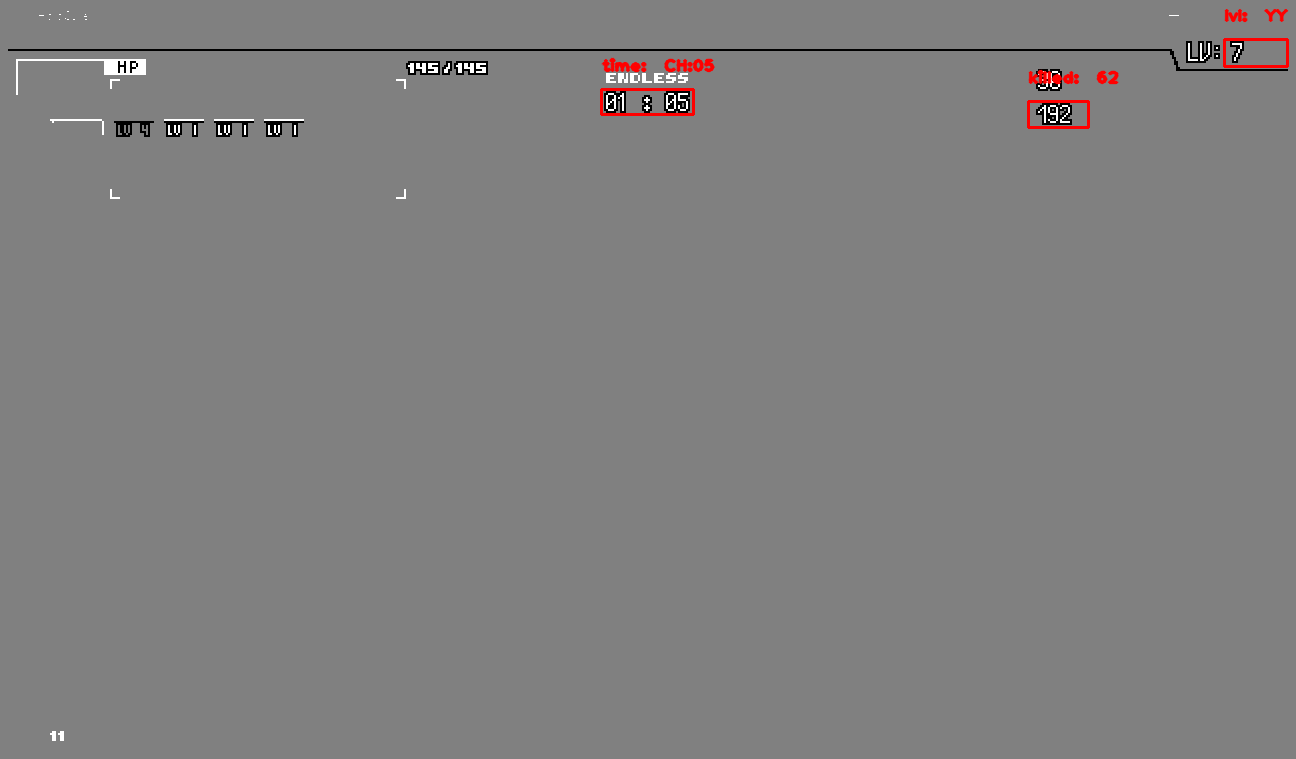 lvl: YY
LV: 7
HP
145/145
time: CH:05
ENDLESS
01 : 05
killed: 62
192
LV 4 LV 1 LV 1 LV 1
11